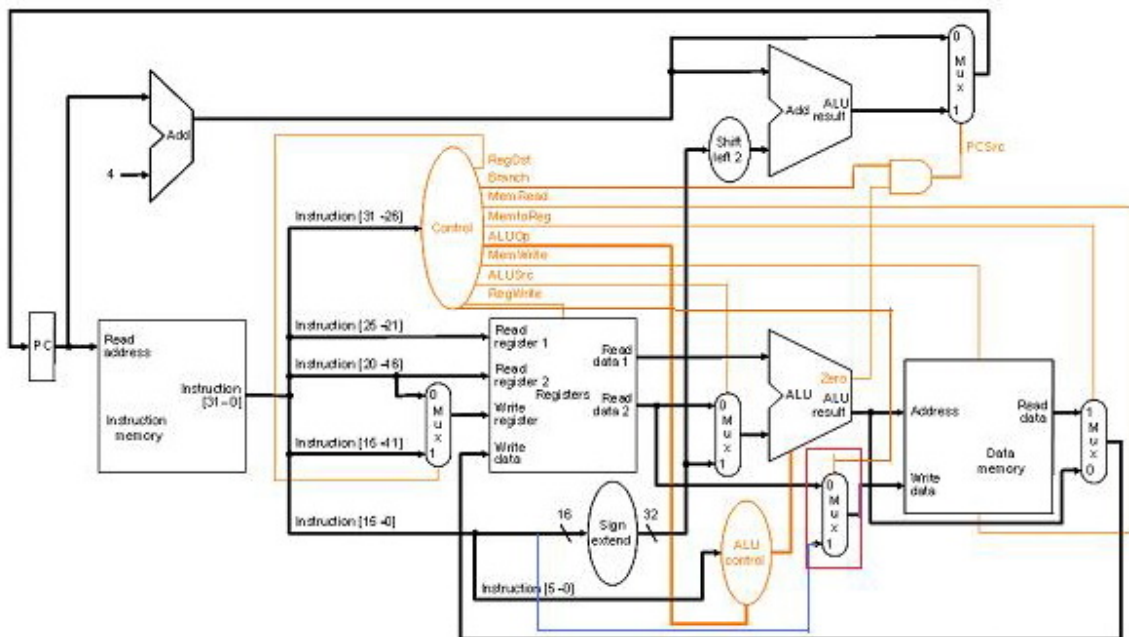 0
M
u
x
1
Add
ALU
result
Add
4
Shift
left 2
PCSrc
RegDst
Branch
MemRead
MemtoReg
ALUOp
MemWrite
ALUSrc
RegWrite
Control
Instruction [31 -26]
PC
Read
address
Instruction
[31 - 0]
Instruction
memory
Instruction [25 -21]
Instruction [20 -16]
Instruction [15 -11]
0
M
u
x
1
Read
register 1
Read
register 2
Write
register
Write
data
Registers
Read
data 1
Read
data 2
0
M
u
x
1
Zero
ALU
ALU
result
Address
Write
data
Read
data
Data
memory
1
M
u
x
0
0
M
u
x
1
Instruction [15 -0]
16
Sign
extend
32
ALU
control
Instruction [5 -0]